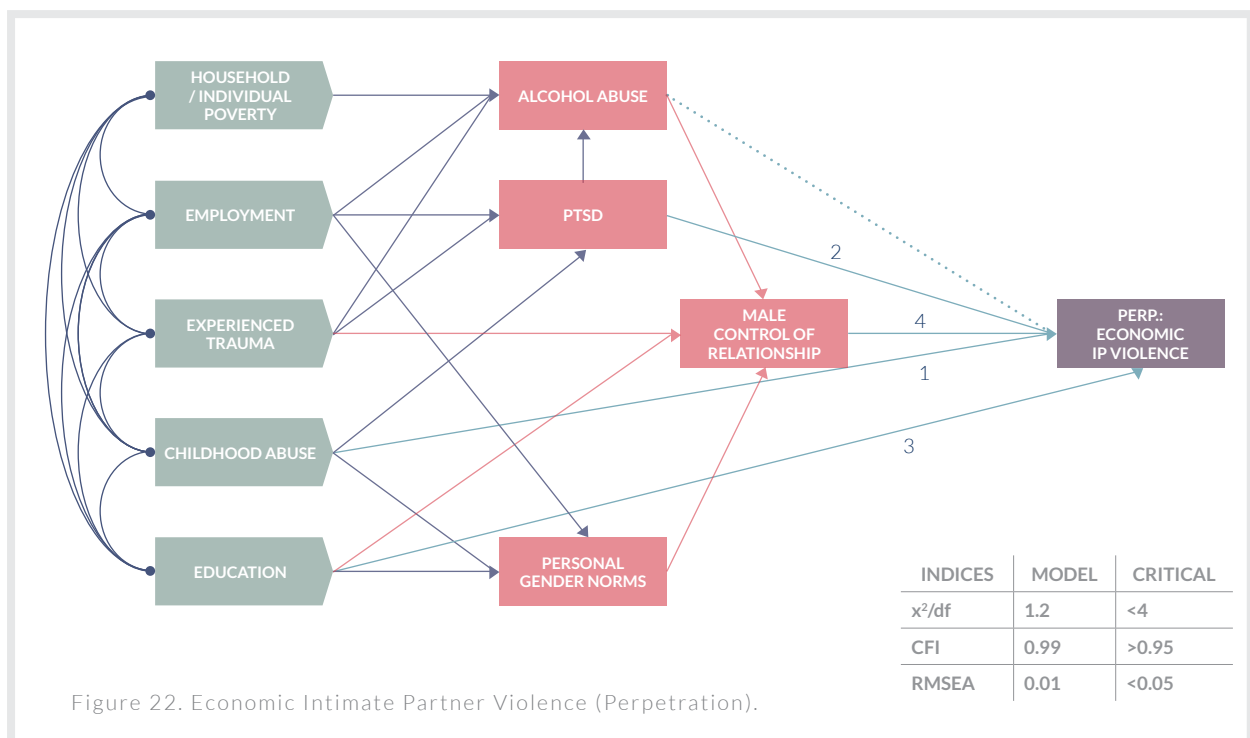 HOUSEHOLD
/ INDIVIDUAL
POVERTY
ALCOHOL ABUSE
EMPLOYMENT
PTSD
2
EXPERIENCED
TRAUMA
MALE
CONTROL OF
RELATIONSHIP
4
PERP.:
ECONOMIC
IP VIOLENCE
1
CHILDHOOD ABUSE
3
EDUCATION
PERSONAL
GENDER NORMS
INDICES MODEL CRITICAL
x²/df 1.2 <4
CFI 0.99 >0.95
RMSEA 0.01 <0.05
Figure 22. Economic Intimate Partner Violence (Perpetration).